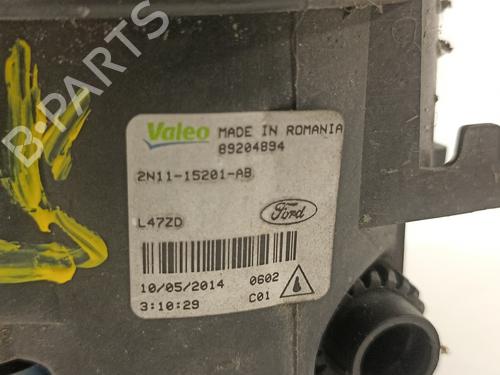 B-PARTS
Valeo MADE IN ROMANIA
89204894
2N11-15201-AB
L47ZD
Ford
10/05/2014 0602
3:10:29 C01